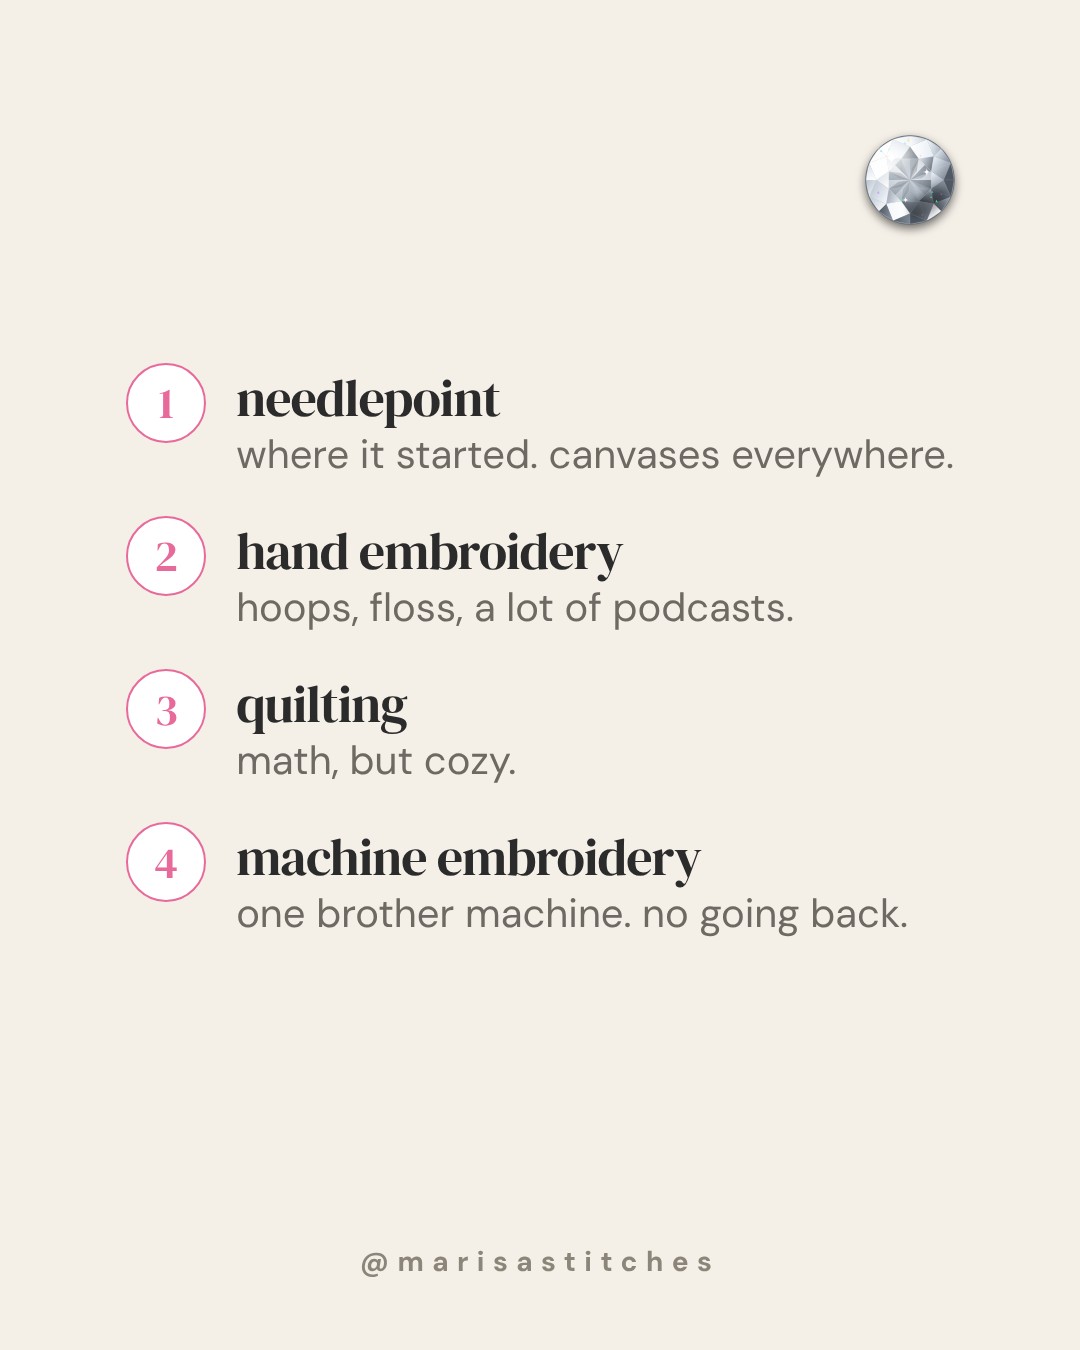 1 needlepoint
where it started. canvases everywhere.
2 hand embroidery
hoops, floss, a lot of podcasts.
3 quilting
math, but cozy.
4 machine embroidery
one brother machine. no going back.
@marisastitches